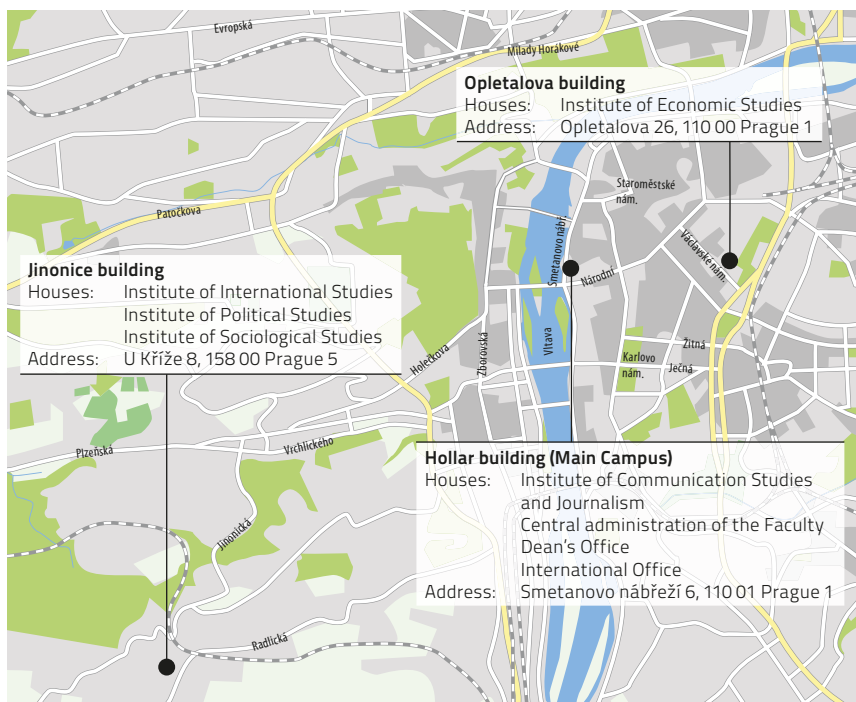 Evropská
Milady Horákové
Opletalova building
Houses: Institute of Economic Studies
Address: Opletalova 26, 110 00 Prague 1
Staroměstské
nám.
Patočkova
Smetanovo nábř.
Národní
Václavské nám.
Jinonice building
Houses: Institute of International Studies
Institute of Political Studies
Institute of Sociological Studies
Address: U Kříže 8, 158 00 Prague 5
Holečkova
Zborovská
Vltava
Žitná
Karlovo
nám.
Ječná
Plzeňská
Vrchlického
Hollar building (Main Campus)
Houses: Institute of Communication Studies
and Journalism
Central administration of the Faculty
Dean's Office
International Office
Address: Smetanovo nábřeží 6, 110 01 Prague 1
Jinonická
Radlická